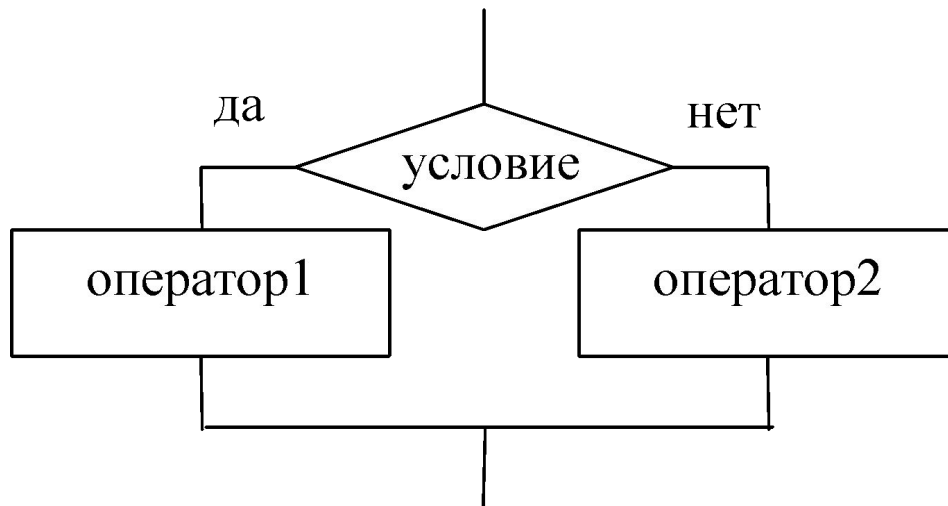 да
нет
условие
оператор1
оператор2